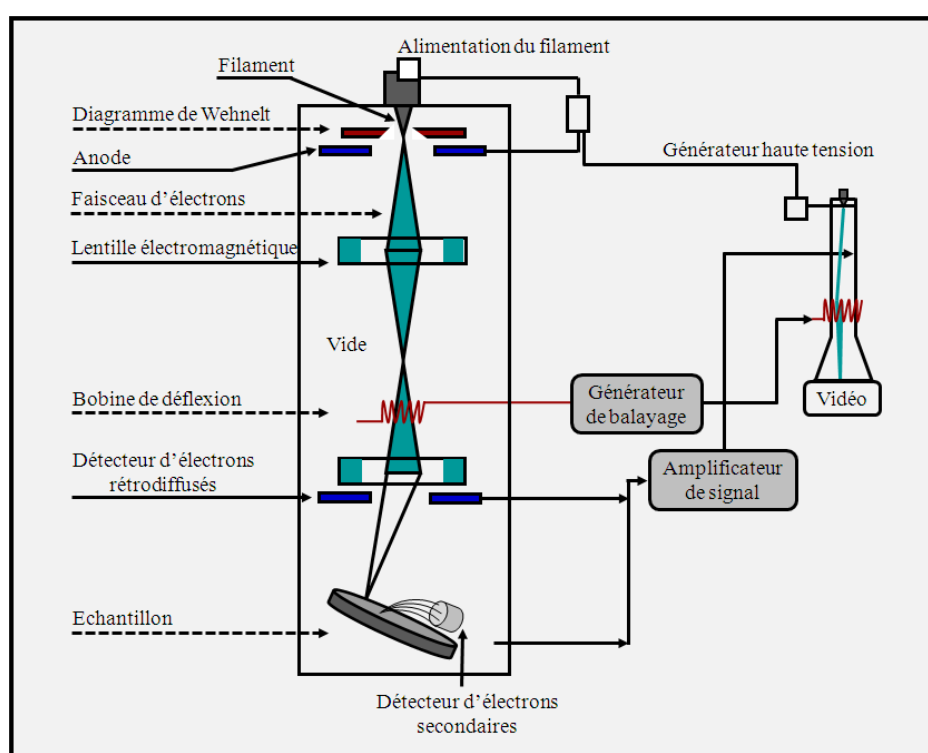 Alimentation du filament
Filament
Diagramme de Wehnelt
Anode
Générateur haute tension
Faisceau d'électrons
Lentille électromagnétique
Vide
Bobine de déflexion
Générateur
de balayage
Vidéo
Détecteur d'électrons
rétrodiffusés
Amplificateur
de signal
Echantillon
Détecteur d'électrons
secondaires